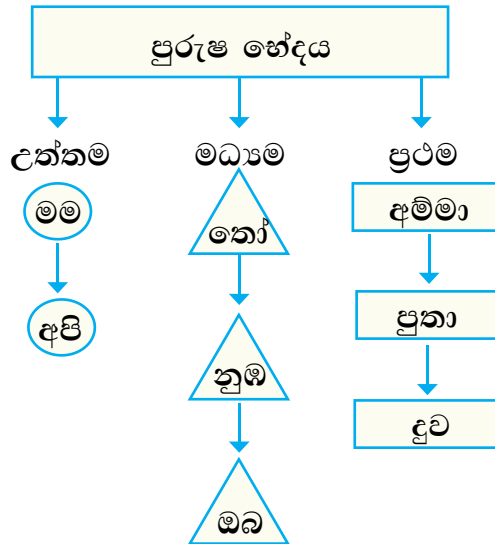 පුරුෂ භේදය
උත්තම මධ්‍යම ප්‍රථම
මම තෝ අම්මා
අපි නුඹ පුතා
ඔබ දුව